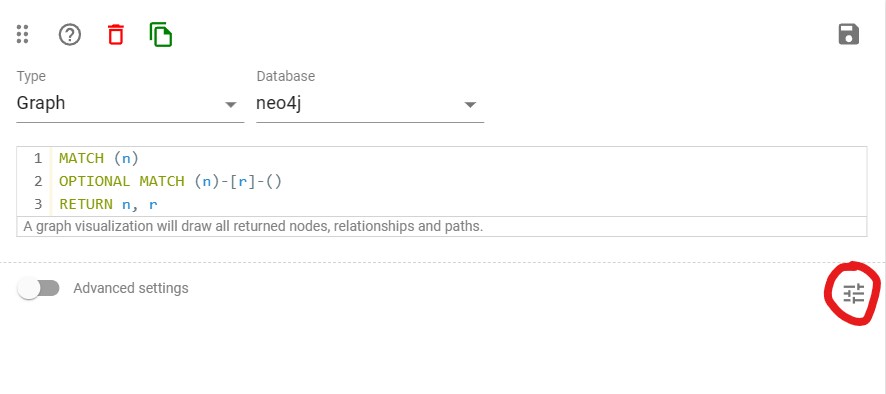 Type
Database
Graph
neo4j
1 MATCH (n)
2 OPTIONAL MATCH (n)-[r]-()
3 RETURN n, r
A graph visualization will draw all returned nodes, relationships and paths.
Advanced settings